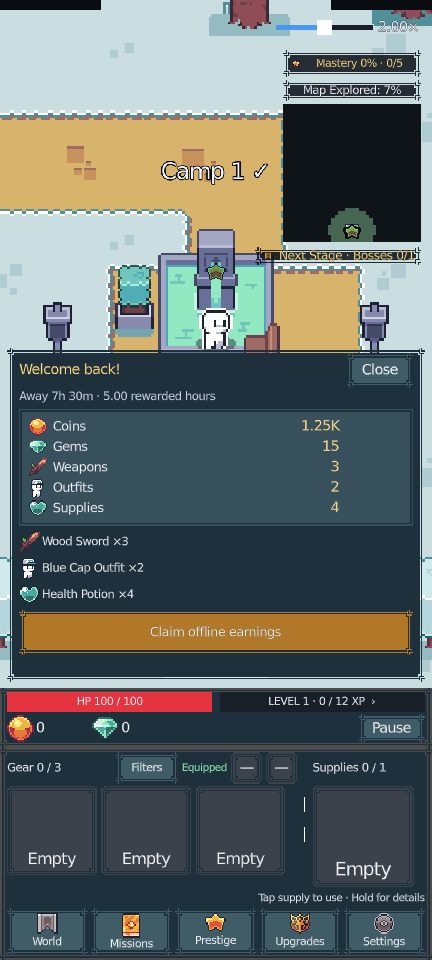 2.00×
Mastery 0% · 0/5
Map Explored: 7%
Camp 1 ✓
Next Stage · Bosses 0/1
Welcome back!
Close
Away 7h 30m · 5.00 rewarded hours
Coins 1.25K
Gems 15
Weapons 3
Outfits 2
Supplies 4
Wood Sword ×3
Blue Cap Outfit ×2
Health Potion ×4
Claim offline earnings
HP 100 / 100
LEVEL 1 · 0 / 12 XP ›
0
0
Pause
Gear 0 / 3
Filters
Equipped
—
—
Supplies 0 / 1
Empty
Empty
Empty
Empty
Tap supply to use · Hold for details
World
Missions
Prestige
Upgrades
Settings